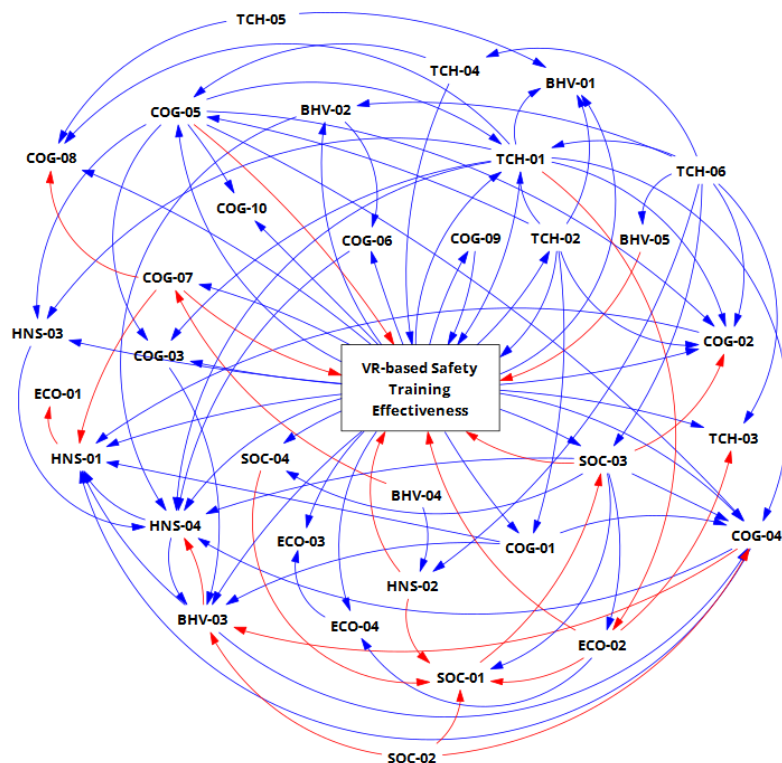 TCH-05
TCH-04
BHV-01
COG-05
BHV-02
COG-08
TCH-01
TCH-06
COG-10
COG-06
COG-09
TCH-02
BHV-05
COG-07
HNS-03
COG-03
COG-02
VR-based Safety
Training
Effectiveness
ECO-01
HNS-01
SOC-04
SOC-03
TCH-03
BHV-04
HNS-04
ECO-03
COG-01
COG-04
HNS-02
BHV-03
ECO-04
ECO-02
SOC-01
SOC-02